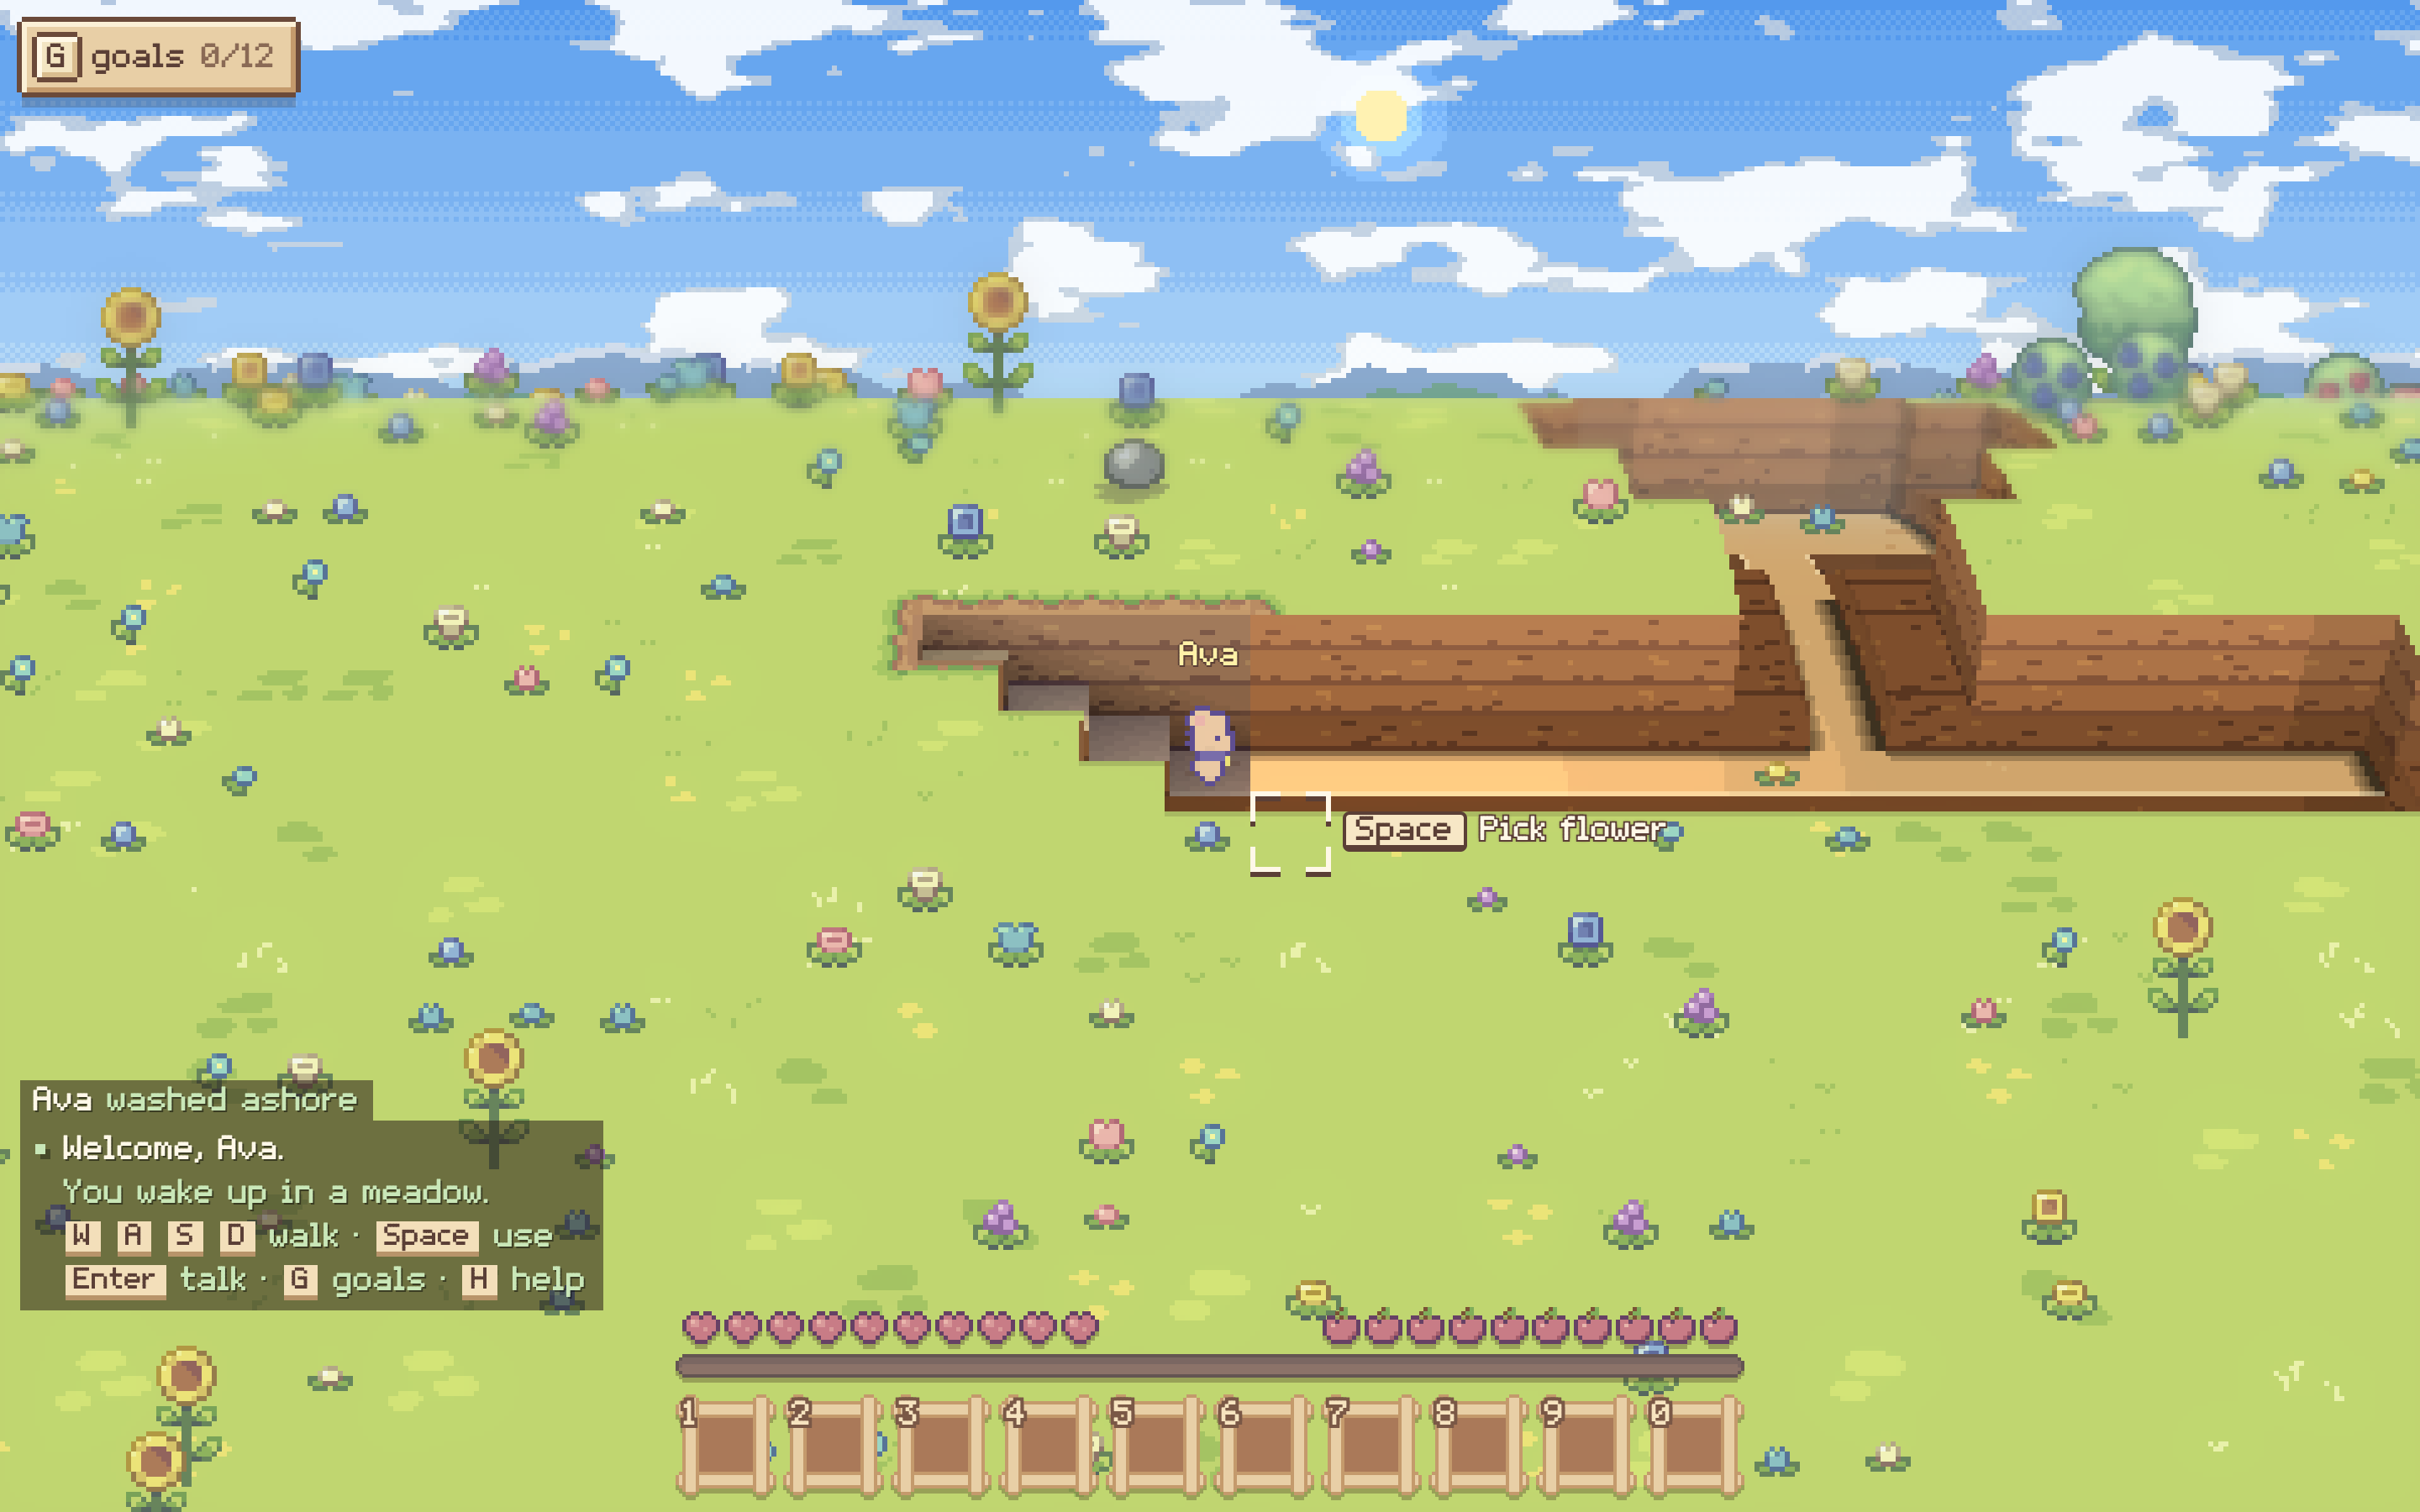 G goals 0/12
Ava
Space Pick flower
Ava washed ashore
Welcome, Ava.
You wake up in a meadow.
W A S D walk · Space use
Enter talk · G goals · H help
1 2 3 4 5 6 7 8 9 0